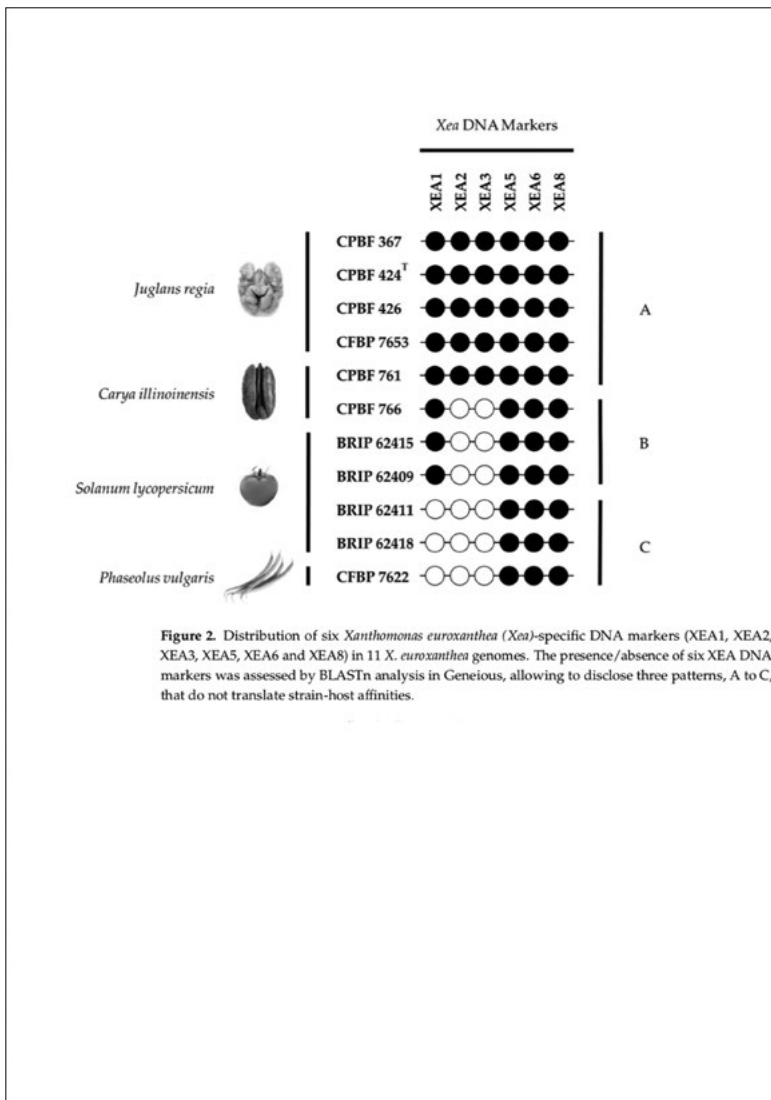 Xea DNA Markers
XEA1 XEA2 XEA3 XEA5 XEA6 XEA8
Juglans regia
CPBF 367
CPBF 424T
CPBF 426
CFBP 7653
A
Carya illinoinensis
CPBF 761
CPBF 766
B
Solanum lycopersicum
BRIP 62415
BRIP 62409
BRIP 62411
BRIP 62418
C
Phaseolus vulgaris
CFBP 7622
Figure 2. Distribution of six Xanthomonas euroxanthea (Xea)-specific DNA markers (XEA1, XEA2,
XEA3, XEA5, XEA6 and XEA8) in 11 X. euroxanthea genomes. The presence/absence of six XEA DNA
markers was assessed by BLASTn analysis in Geneious, allowing to disclose three patterns, A to C,
that do not translate strain-host affinities.